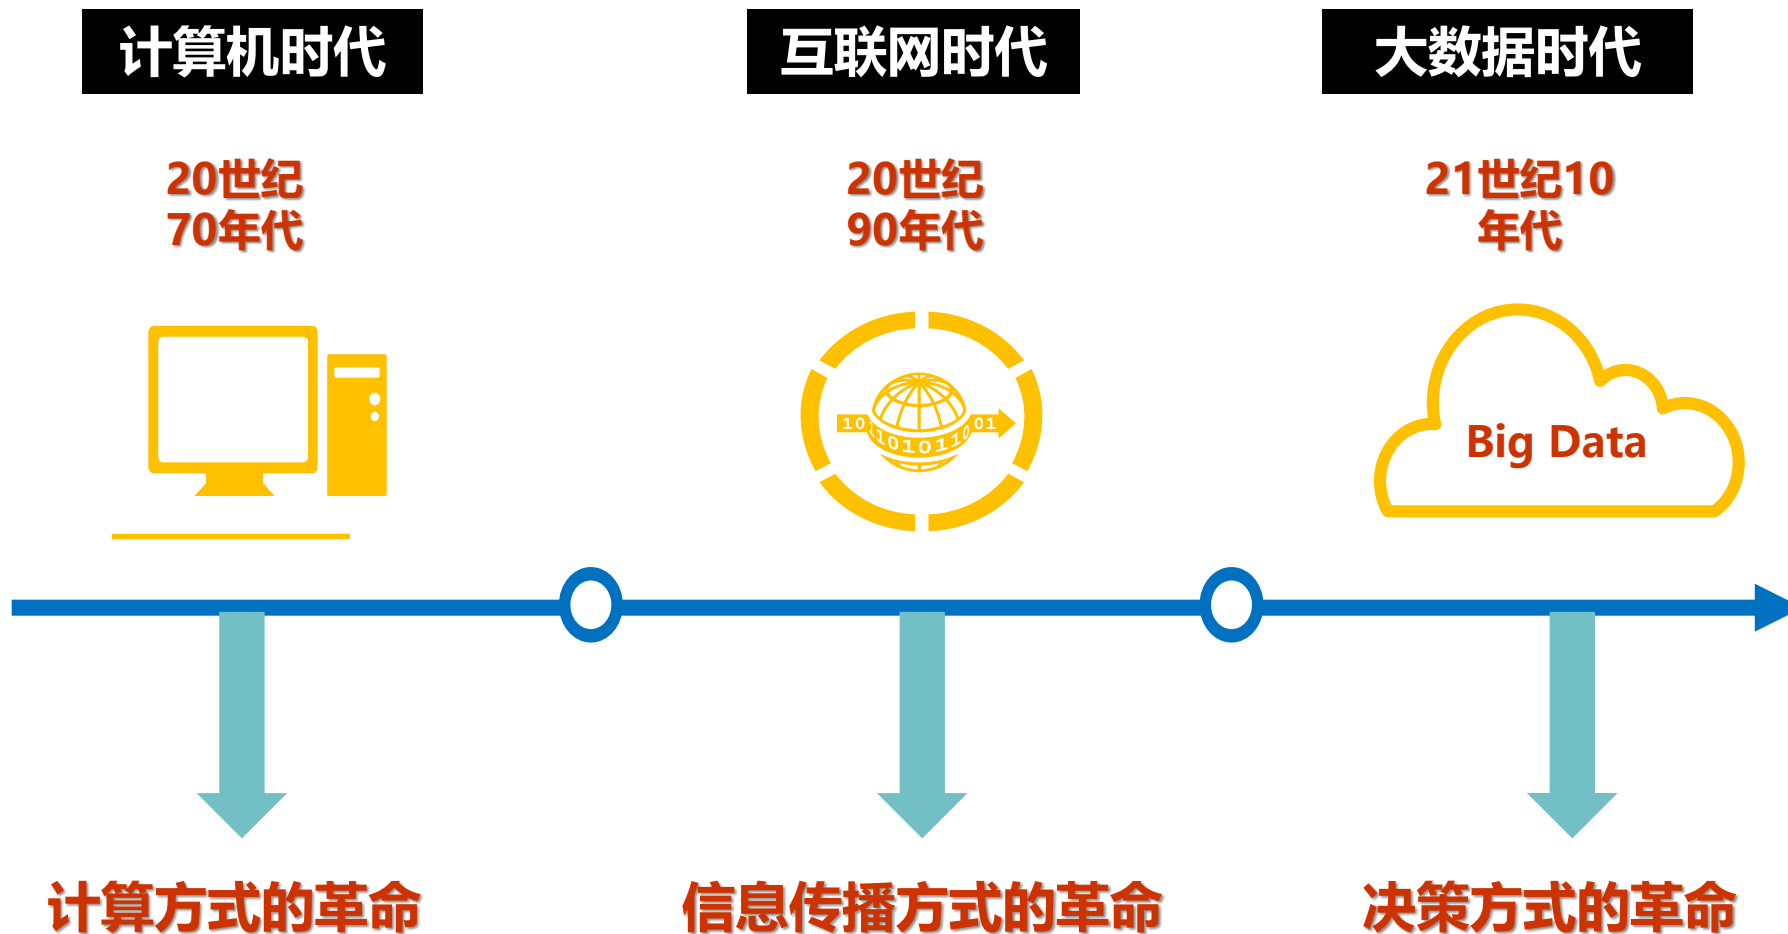 计算机时代
互联网时代
大数据时代
20世纪
70年代
20世纪
90年代
21世纪10
年代
10 11010110 01
Big Data
计算方式的革命
信息传播方式的革命
决策方式的革命